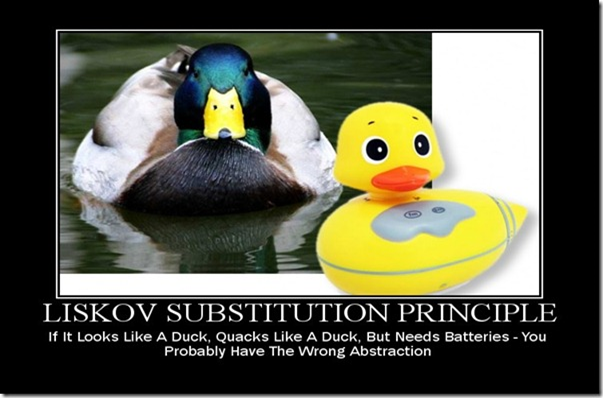 LISKOV SUBSTITUTION PRINCIPLE
If It Looks Like A Duck, Quacks Like A Duck, But Needs Batteries - You
Probably Have The Wrong Abstraction